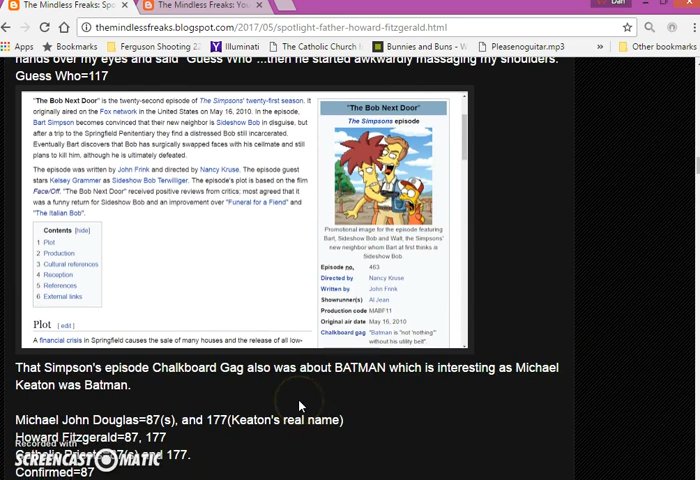 The Mindless Freaks: Sp
The Mindless Freaks: You
Dan
themindlessfreaks.blogspot.com/2017/05/spotlight-father-howard-fitzgerald.html
Apps
Bookmarks
Ferguson Shooting 22
Illuminati
The Catholic Church
Bunnies and Buns - Yo
Pleasenoguitar.mp3
Other bookmarks
hands over my eyes and said "Guess Who"...then he started awkwardly massaging my shoulders.
Guess Who=117
"The Bob Next Door" is the twenty-second episode of The Simpsons' twenty-first season. It
originally aired on the Fox network in the United States on May 16, 2010. In the episode,
Bart Simpson becomes convinced that their new neighbor is Sideshow Bob in disguise, but
after a trip to the Springfield Penitentiary they find a distressed Bob still incarcerated.
Eventually Bart discovers that Bob has surgically swapped faces with his cellmate and still
plans to kill him, although he is ultimately defeated.
The episode was written by John Frink and directed by Nancy Kruse. The episode guest
stars Kelsey Grammer as Sideshow Bob Terwilliger. The episode's plot is based on the film
Face/Off. "The Bob Next Door" received positive reviews from critics; most agreed that it
was a funny return for Sideshow Bob and an improvement over "Funeral for a Fiend" and
"The Italian Bob".
Contents [hide]
1 Plot
2 Production
3 Cultural references
4 Reception
5 References
6 External links
Plot [edit]
A financial crisis in Springfield causes the sale of many houses and the release of all low-
"The Bob Next Door"
The Simpsons episode
Promotional image for the episode featuring
Bart, Sideshow Bob and Walt, the Simpsons'
new neighbor whom Bart at first thinks is
Sideshow Bob.
Episode no. 463
Directed by Nancy Kruse
Written by John Frink
Showrunner(s) Al Jean
Production code MABF11
Original air date May 16, 2010
Chalkboard gag "Batman is "not 'nothing'
without his utility belt".
That Simpson's episode Chalkboard Gag also was about BATMAN which is interesting as Michael
Keaton was Batman.
Michael John Douglas=87(s), and 177(Keaton's real name)
Howard Fitzgerald=87, 177
Catholic Priest=87(s) and 177.
Confirmed=87
Recorded with
SCREENCAST-O-MATIC